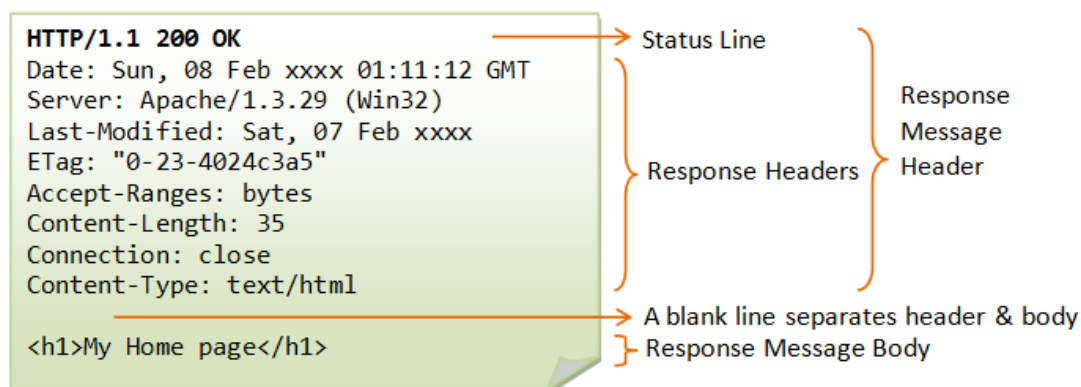 HTTP/1.1 200 OK
Date: Sun, 08 Feb xxxx 01:11:12 GMT
Server: Apache/1.3.29 (Win32)
Last-Modified: Sat, 07 Feb xxxx
ETag: "0-23-4024c3a5"
Accept-Ranges: bytes
Content-Length: 35
Connection: close
Content-Type: text/html
<h1>My Home page</h1>
Status Line
Response Headers
Response
Message
Header
A blank line separates header & body
Response Message Body